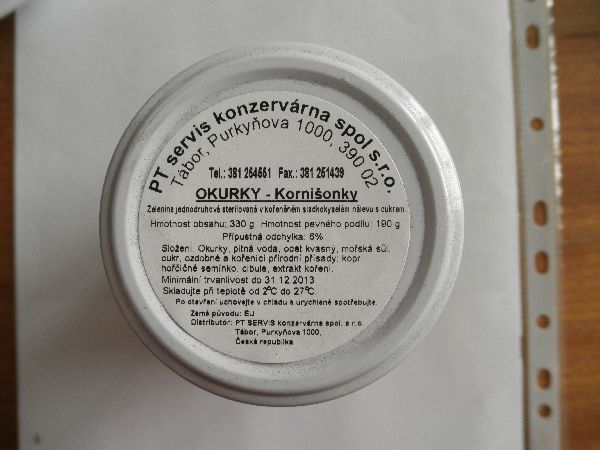 PT servis konzervárna spol s.r.o.
Tábor, Purkyňova 1000, 390 02
Tel.: 381 254551 Fax.: 381 251439
OKURKY - Kornišonky
Zelenina jednodruhové sterilovaná v kořeněném sladkokyselám nálevu s cukrem.
Hmotnost obsahu: 330 g Hmotnost pevného podílu: 190 g
Přípustná odchylka: 6%
Složení: Okurky, pitná voda, ocet kvasný, mořská sůl,
cukr, ozdobné a kořenicí přírodní přísady: kopr
hořčičné semínko, cibule, extrakt koření.
Minimální trvanlivost do 31.12.2013
Skladujte při teplotě od 2°C do 27°C
Po otevření uchovejte v chladu a urychleně spotřebujte.
Země původu: EU
Distributor: PT SERVIS konzervárna spol. s r.o
Tábor, Purkyňova 1000,
Česká republika